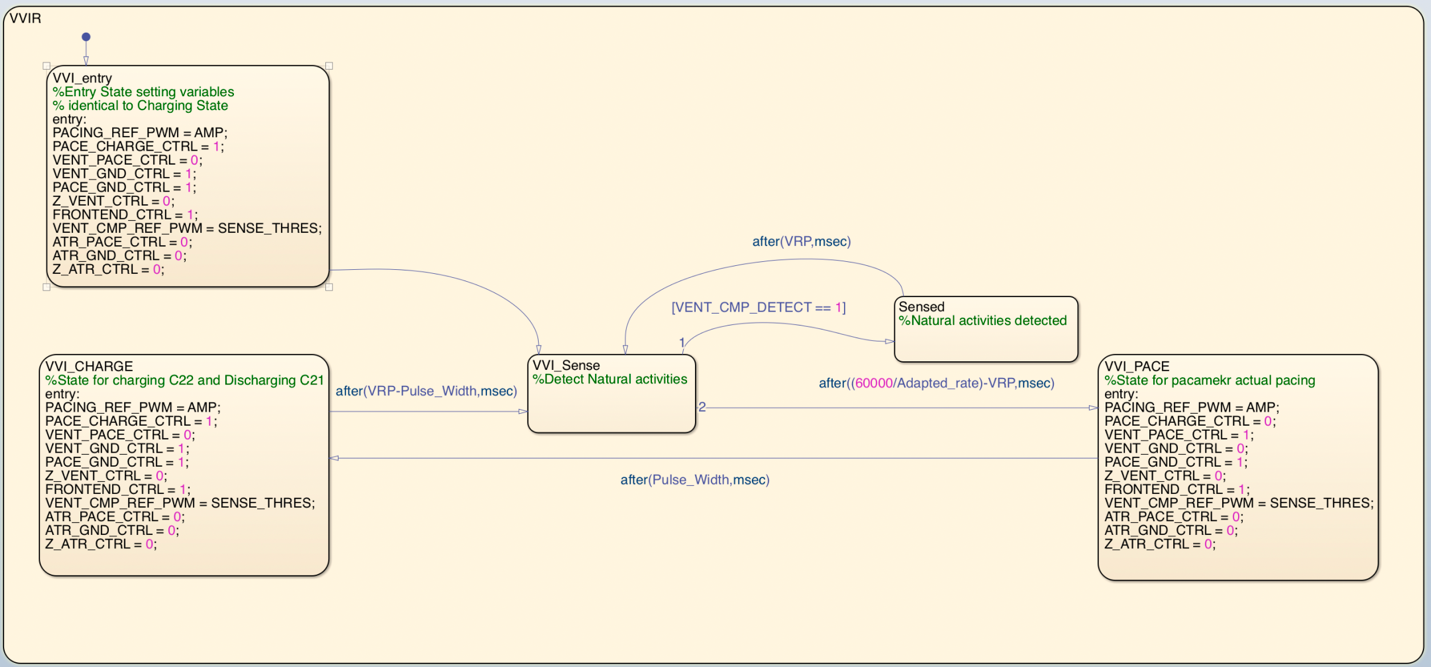 VVIR
VVI_entry
%Entry State setting variables
% identical to Charging State
entry:
PACING_REF_PWM = AMP;
PACE_CHARGE_CTRL = 1;
VENT_PACE_CTRL = 0;
VENT_GND_CTRL = 1;
PACE_GND_CTRL = 1;
Z_VENT_CTRL = 0;
FRONTEND_CTRL = 1;
VENT_CMP_REF_PWM = SENSE_THRES;
ATR_PACE_CTRL = 0;
ATR_GND_CTRL = 0;
Z_ATR_CTRL = 0;
after(VRP,msec)
[VENT_CMP_DETECT == 1]
1
Sensed
%Natural activities detected
VVI_CHARGE
%State for charging C22 and Discharging C21
entry:
PACING_REF_PWM = AMP;
PACE_CHARGE_CTRL = 1;
VENT_PACE_CTRL = 0;
VENT_GND_CTRL = 1;
PACE_GND_CTRL = 1;
Z_VENT_CTRL = 0;
FRONTEND_CTRL = 1;
VENT_CMP_REF_PWM = SENSE_THRES;
ATR_PACE_CTRL = 0;
ATR_GND_CTRL = 0;
Z_ATR_CTRL = 0;
after(VRP-Pulse_Width,msec)
VVI_Sense
%Detect Natural activities
after((60000/Adapted_rate)-VRP,msec)
2
after(Pulse_Width,msec)
VVI_PACE
%State for pacamekr actual pacing
entry:
PACING_REF_PWM = AMP;
PACE_CHARGE_CTRL = 0;
VENT_PACE_CTRL = 1;
VENT_GND_CTRL = 0;
PACE_GND_CTRL = 1;
Z_VENT_CTRL = 0;
FRONTEND_CTRL = 1;
VENT_CMP_REF_PWM = SENSE_THRES;
ATR_PACE_CTRL = 0;
ATR_GND_CTRL = 0;
Z_ATR_CTRL = 0;